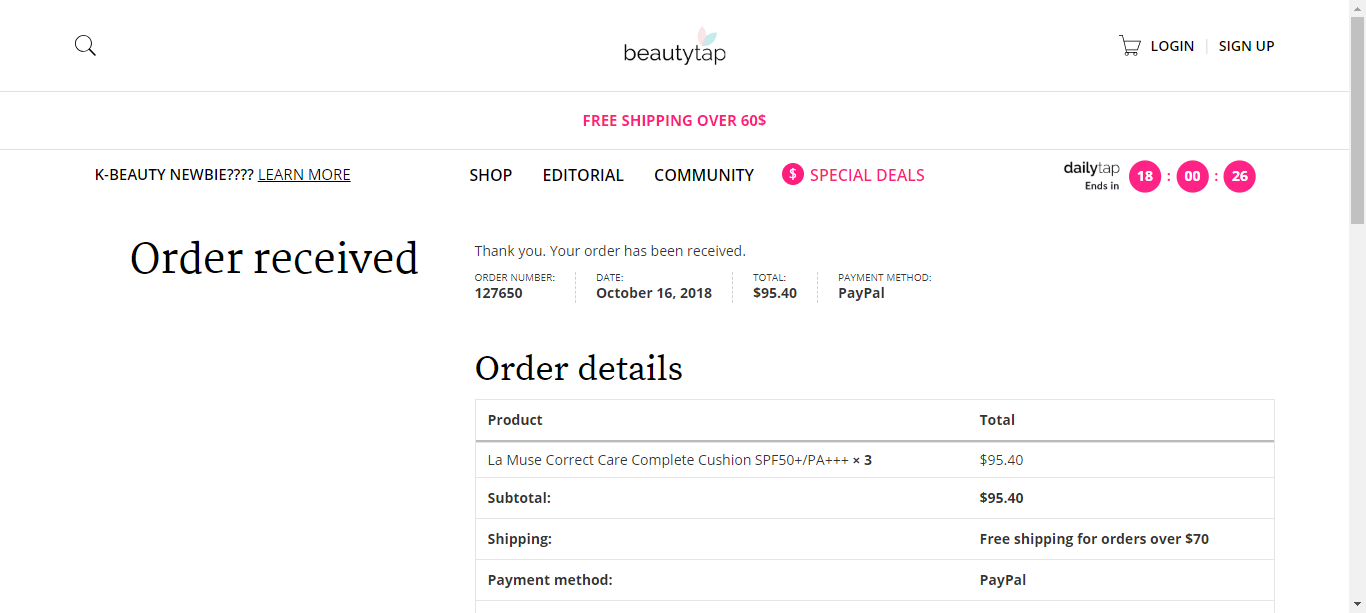 beautytap
LOGIN SIGN UP
FREE SHIPPING OVER 60$
K-BEAUTY NEWBIE???? LEARN MORE SHOP EDITORIAL COMMUNITY $ SPECIAL DEALS dailytap Ends in 18 : 00 : 26
Order received
Thank you. Your order has been received.
ORDER NUMBER: DATE: TOTAL: PAYMENT METHOD:
127650 October 16, 2018 $95.40 PayPal
Order details
Product Total
La Muse Correct Care Complete Cushion SPF50+/PA+++ × 3 $95.40
Subtotal: $95.40
Shipping: Free shipping for orders over $70
Payment method: PayPal